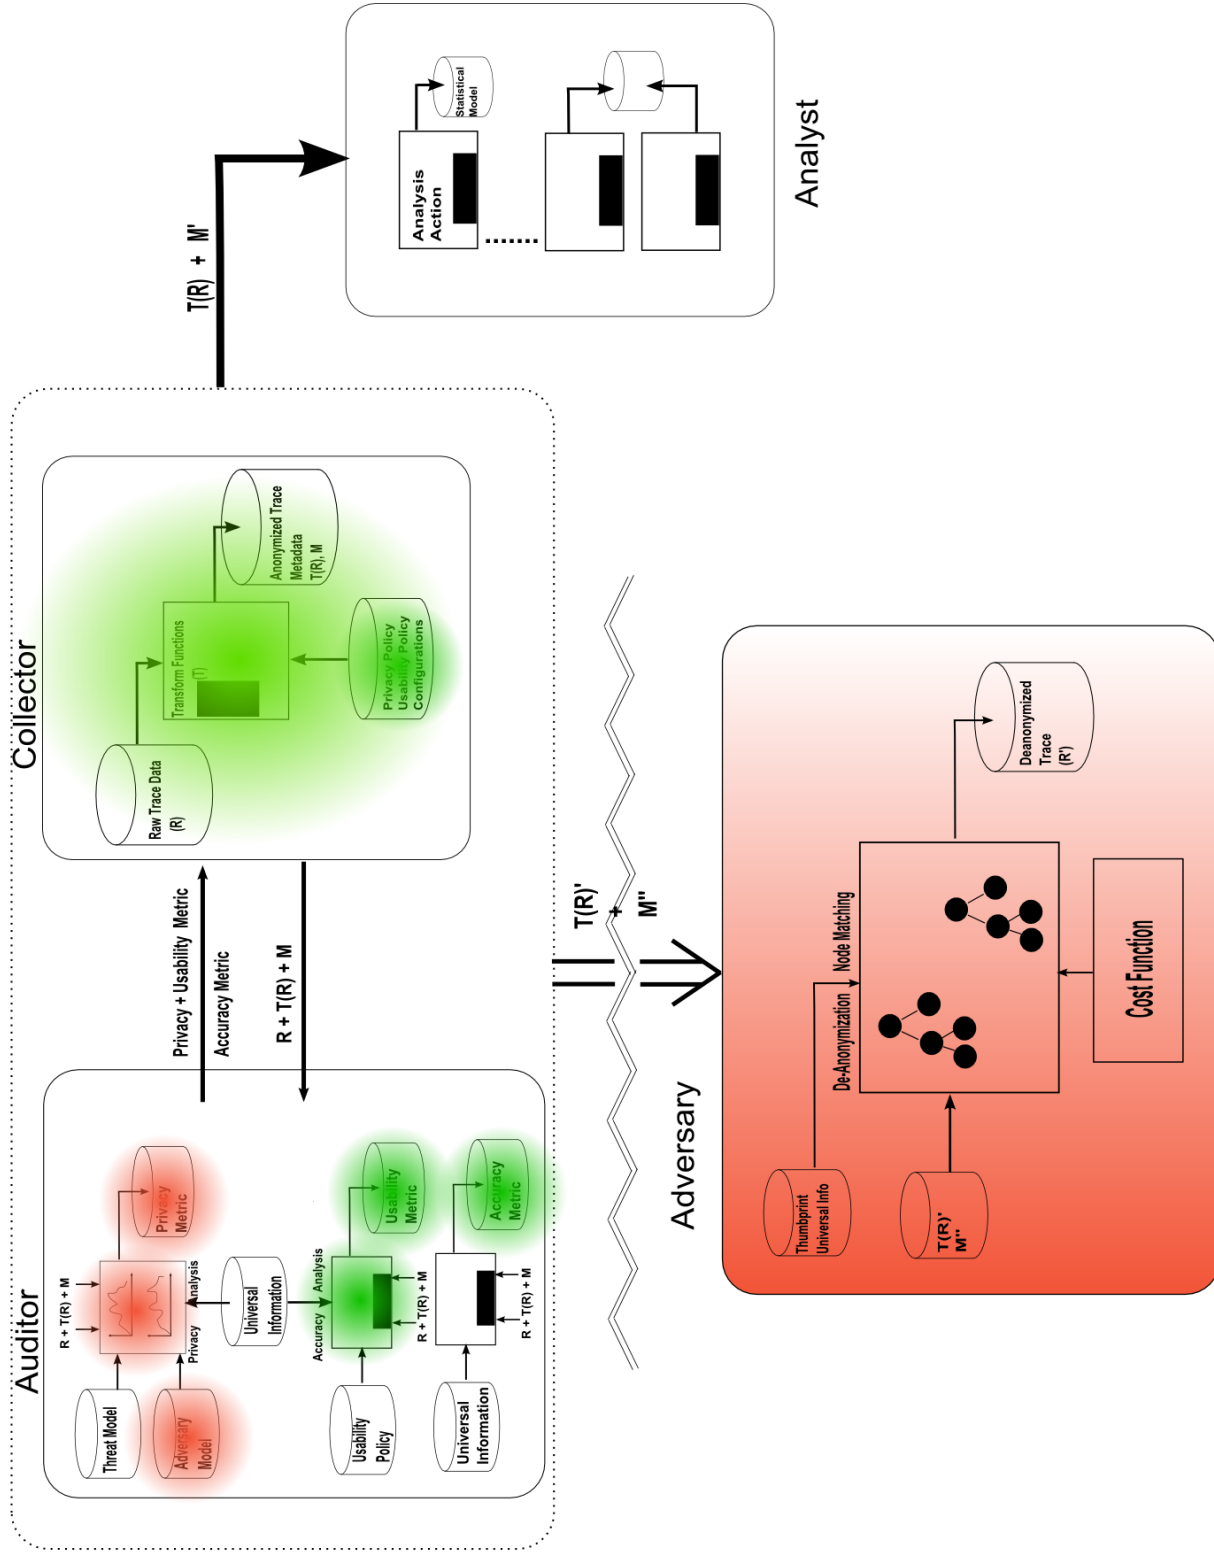 Auditor
Threat Model
Adversary
Model
R + T(R) + M
Privacy
Analysis
Privacy
Metric
Universal
Information
Usability
Policy
Accuracy
Analysis
R + T(R) + M
Usability
Metric
Universal
Information
R + T(R) + M
Accuracy
Metric
Privacy + Usability Metric
Accuracy Metric
R + T(R) + M
Collector
Raw Trace Data
(R)
Transform Functions
(T)
Privacy Policy
Usability Policy
Configurations
Anonymized Trace
Metadata
T(R), M
T(R) + M'
Analysis
Action
Statistical
Model
.......
Analyst
T(R)'
+
M"
Adversary
Thumbprint
Universal Info
T(R)'
M"
De-Anonymization
Node Matching
Cost Function
Deanonymized
Trace
(R')